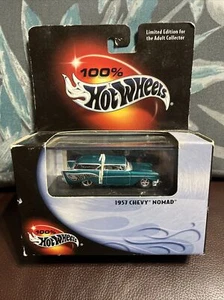 Limited Edition for
the Adult Collector
100%
Hot Wheels
1957 CHEVY NOMAD
100%
Hot Wheels